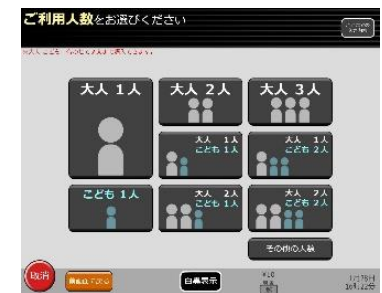 ご利用人数をお選びください
大人 1人
大人 2人
大人 3人
大人 1人
こども 1人
大人 1人
こども 2人
こども 1人
大人 2人
こども 1人
大人 2人
こども 2人
その他の人数
取消
白黒表示